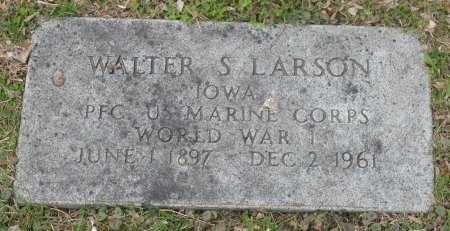 WALTER S LARSON
IOWA
PFC US MARINE CORPS
WORLD WAR I
JUNE 1 1897 DEC 2 1961